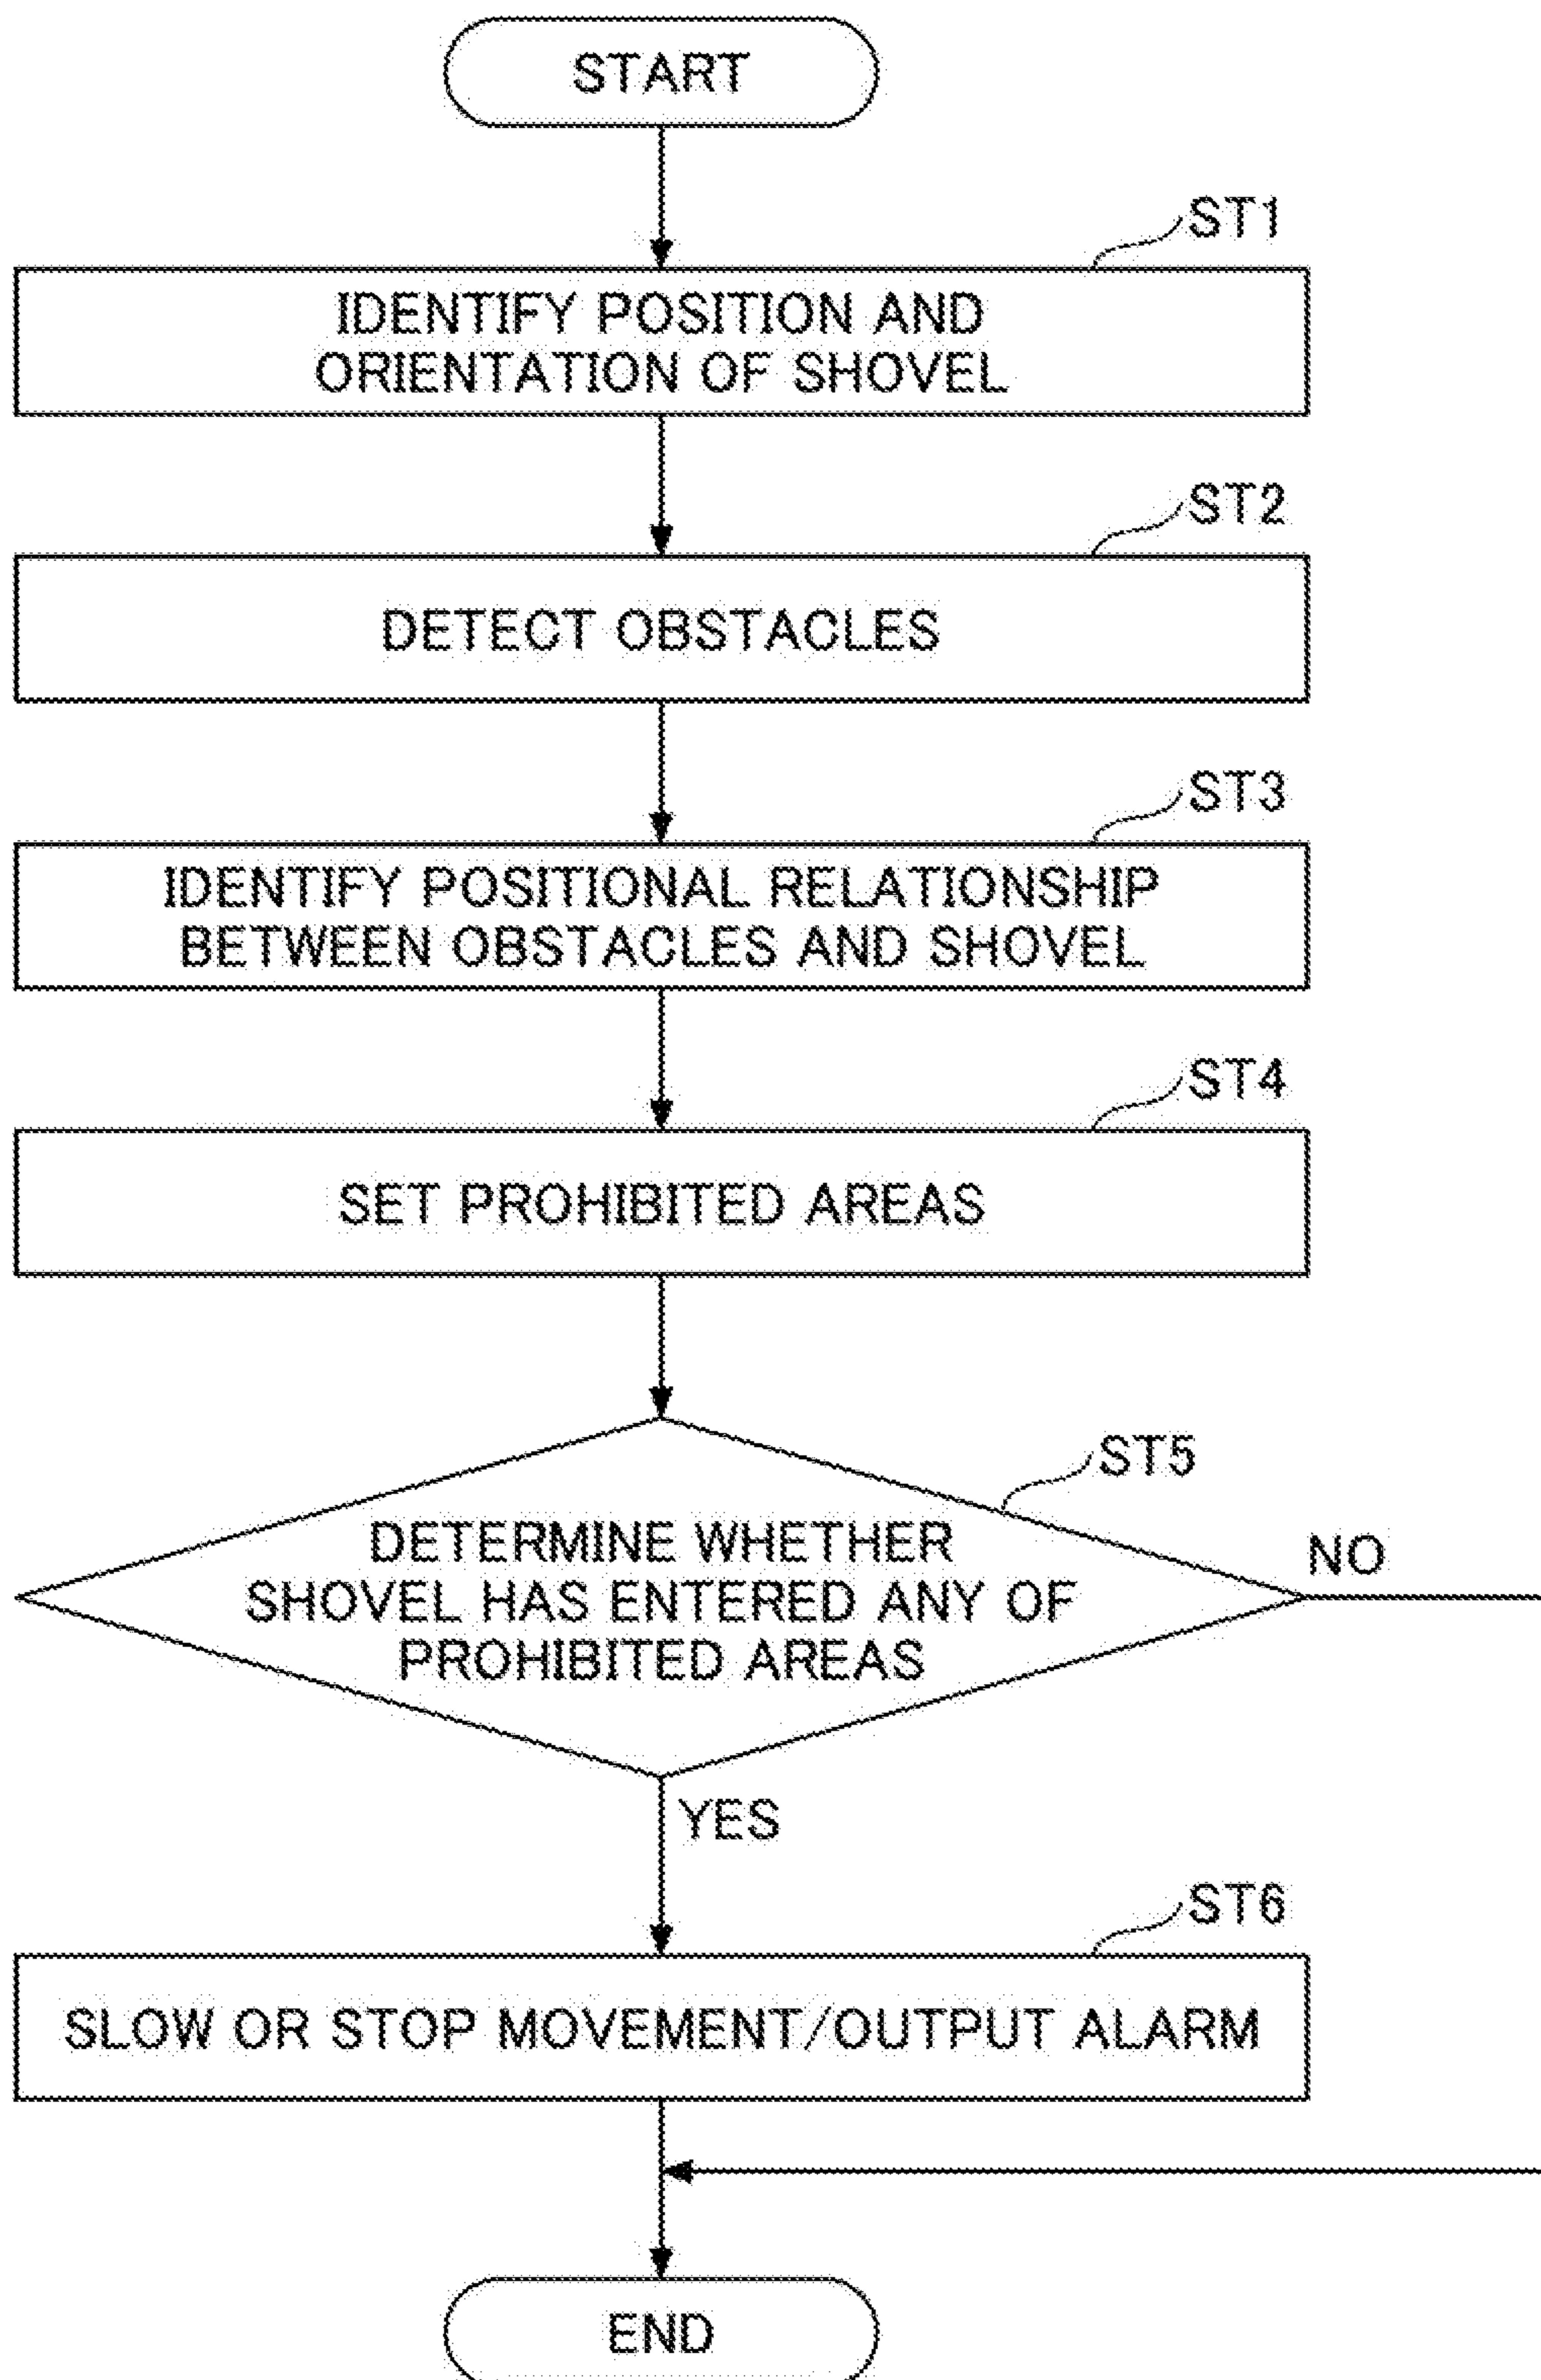 START
ST1
IDENTIFY POSITION AND
ORIENTATION OF SHOVEL
ST2
DETECT OBSTACLES
ST3
IDENTIFY POSITIONAL RELATIONSHIP
BETWEEN OBSTACLES AND SHOVEL
ST4
SET PROHIBITED AREAS
ST5
DETERMINE WHETHER
SHOVEL HAS ENTERED ANY OF
PROHIBITED AREAS
NO
YES
ST6
SLOW OR STOP MOVEMENT/OUTPUT ALARM
END